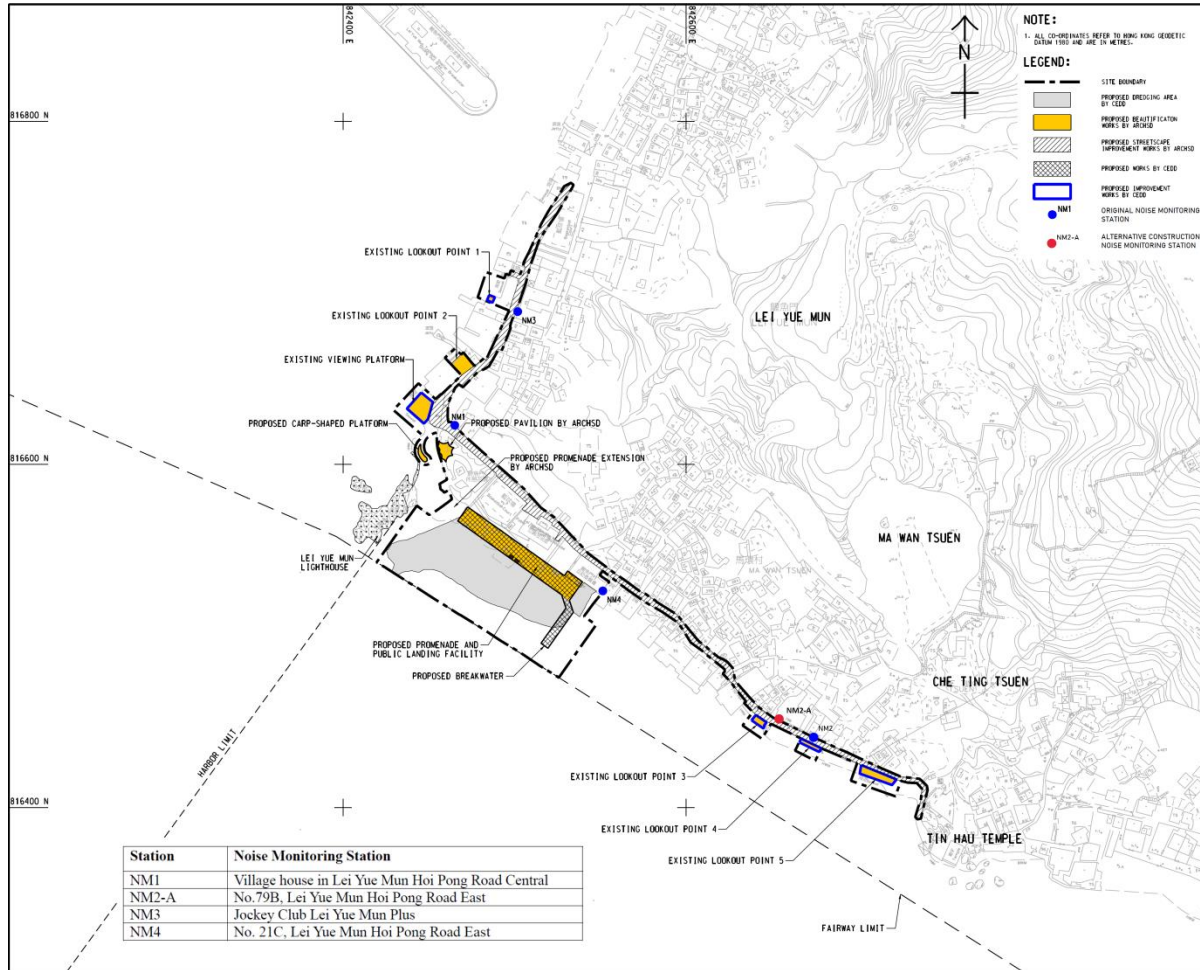 842400 E
842600 E
816800 N
816600 N
816400 N
N
NOTE:
1. ALL CO-ORDINATES REFER TO HONG KONG GEODETIC
DATUM 1980 AND ARE IN METRES.
LEGEND:
SITE BOUNDARY
PROPOSED DREDGING AREA
BY CEDD
PROPOSED BEAUTIFICATION
WORKS BY ARCHSD
PROPOSED STREETSCAPE
IMPROVEMENT WORKS BY ARCHSD
PROPOSED WORKS BY CEDD
PROPOSED IMPROVEMENT
WORKS BY CEDD
NM1
ORIGINAL NOISE MONITORING
STATION
NM2-A
ALTERNATIVE CONSTRUCTION
NOISE MONITORING STATION
EXISTING LOOKOUT POINT 1
EXISTING LOOKOUT POINT 2
NM3
LEI YUE MUN
LEI YUE MUN
EXISTING VIEWING PLATFORM
PROPOSED CARP-SHAPED PLATFORM
NM1
PROPOSED PAVILION BY ARCHSD
PROPOSED PROMENADE EXTENSION
BY ARCHSD
MA WAN TSUEN
MA WAN TSUEN
LEI YUE MUN
LIGHTHOUSE
NM4
PROPOSED PROMENADE AND
PUBLIC LANDING FACILITY
PROPOSED BREAKWATER
CHE TING TSUEN
NM2-A
NM2
HARBOR LIMIT
EXISTING LOOKOUT POINT 3
EXISTING LOOKOUT POINT 4
EXISTING LOOKOUT POINT 5
TIN HAU TEMPLE
FAIRWAY LIMIT
Station Noise Monitoring Station
NM1 Village house in Lei Yue Mun Hoi Pong Road Central
NM2-A No.79B, Lei Yue Mun Hoi Pong Road East
NM3 Jockey Club Lei Yue Mun Plus
NM4 No. 21C, Lei Yue Mun Hoi Pong Road East